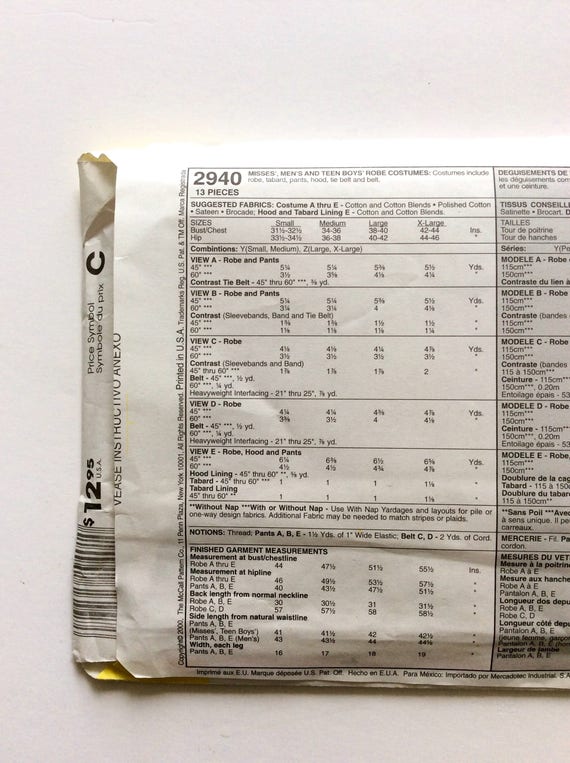 2940
13 PIECES
MISSES', MEN'S AND TEEN BOYS' ROBE COSTUMES: Costumes include
robe, tabard, pants, hood, tie belt and belt.
SUGGESTED FABRICS: Costume A thru E - Cotton and Cotton Blends • Polished Cotton
• Sateen • Brocade; Hood and Tabard Lining E - Cotton and Cotton Blends.
SIZES Small Medium Large X-Large
Bust/Chest 31½-32½ 34-36 38-40 42-44 Ins.
Hip 33½-34½ 36-38 40-42 44-46 "
Combintions: Y(Small, Medium), Z(Large, X-Large)
VIEW A - Robe and Pants
45" *** 5¼ 5¼ 5⅜ 5½ Yds.
60" *** 3½ 3⅝ 4⅛ 4¼ "
Contrast Tie Belt - 45" thru 60" ***, ⅜ yd.
VIEW B - Robe and Pants
45" *** 5¼ 5¼ 5⅜ 5½ Yds.
60" *** 3¼ 3¼ 4 4⅛ "
Contrast (Sleevebands, Band and Tie Belt)
45" *** 1⅜ 1⅜ 1½ 1½ "
60" *** 1⅛ 1⅛ 1⅛ 1¼ "
VIEW C - Robe
45" *** 4⅛ 4⅛ 4¼ 4⅞ Yds.
60" *** 3½ 3½ 3½ 3½ "
Contrast (Sleevebands and Band)
45" thru 60" *** 1⅞ 1⅞ 1⅞ 2 "
Belt - 45" ***, ½ yd.
60" ***, ¼ yd.
Heavyweight Interfacing - 21" thru 25", ⅞ yd.
VIEW D - Robe
45" *** 4¼ 4¼ 4⅜ 4⅞ Yds.
60" *** 3½ 3½ 4 4⅜ "
Belt - 45" ***, ½ yd.
60" ***, ¼ yd.
Heavyweight Interfacing - 21" thru 25", ⅞ yd.
VIEW E - Robe, Hood and Pants
45" *** 6¼ 6⅜ 6½ 6⅝ Yds.
60" *** 4½ 4½ 4¾ 4⅞ "
Hood Lining - 45" thru 60" **, ⅝ yd.
Tabard - 45" thru 60" *** 1 1 1 1⅛ "
Tabard Lining
45" thru 60" ** 1 1 1 1⅛ "
**Without Nap ***With or Without Nap - Use With Nap Yardages and layouts for pile or
one-way design fabrics. Additional Fabric may be needed to match stripes or plaids.
NOTIONS: Thread; Pants A, B, E - 1½ Yds. of 1" Wide Elastic; Belt C, D - 2 Yds. of Cord.
FINISHED GARMENT MEASUREMENTS
Measurement at bust/chestline
Robe A thru E 44 47½ 51½ 55½ Ins.
Measurement at hipline
Robe A thru E 46 49½ 53½ 57½ "
Pants A, B, E 40 43½ 47½ 51½ "
Back length from normal neckline
Robe A, B, E 30 30½ 31 31½ "
Robe C, D 57 57½ 58 58½ "
Side length from natural waistline
Pants A, B, E
(Misses', Teen Boys') 41 41½ 42 42½ "
Pants A, B, E (Men's) 43 43½ 44 44½ "
Width, each leg
Pants A, B, E 16 17 18 19 "
DEGUISEMENTS DE
les déguisements com
et une ceinture.
TISSUS CONSEILL
Satinette • Brocart. D
TAILLES
Tour de poitrine
Tour de hanches
Séries: Y(Pe
MODELE A - Robe
115cm***
150cm***
Contraste du lien à
MODELE B - Robe
115cm***
150cm***
Contraste (bandes
115cm***
150cm***
MODELE C - Robe
115cm***
150cm***
Contraste (bandes
115 à 150cm***
Ceinture - 115cm**
150cm***, 0.20m
Entoilage épais - 53
MODELE D - Robe
115cm***
150cm***
Ceinture - 115cm**
150cm***, 0.20m
Entoilage épais - 53
MODELE E - Robe,
115cm***
150cm***
Doublure de la cag
Tabard - 115 à 150
Doublure du tabard
115 à 150cm**
**Sans Poil ***Avec
à sens unique. Il pe
carreaux.
MERCERIE - Fil. Pa
cordon.
MESURES DU VET
Mesure à la poitrin
Robe A à E
Mesure aux hanche
Robe A à E
Pantalon A, B, E
Longueur dos depu
Robe A, B, E
Robe C, D
Longueur côté depu
Pantalon A, B, E
(jeune femme, garço
Pantalon A, B, E (ho
Largeur de jambe
Pantalon A, B, E
Imprimé aux E.U. Marque déposée U.S. Pat. Off. Hecho en E.U.A. Para México: Importado por Mercadotec Industrial, S.A
Copyright© 2000, The McCall Pattern Co., 11 Penn Plaza, New York, 10001. All Rights Reserved. Printed in U.S.A. Trademarks Reg. U.S. Pat. & TM Off. Marca Registrada
VEASE INSTRUCTIVO ANEXO
$12.95
U.S.A.
Price Symbol
Symbole du prix
C